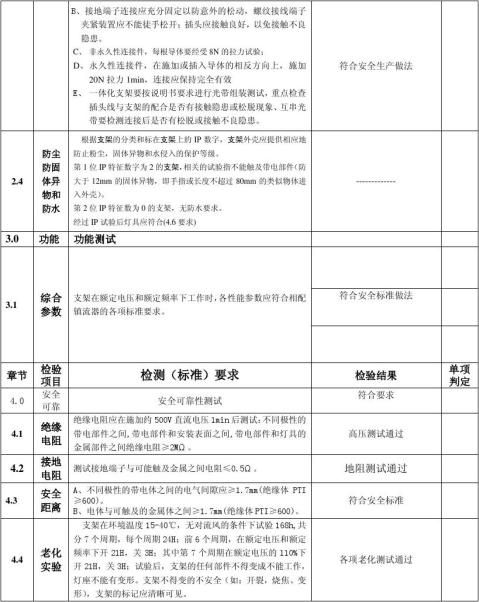 B、接地端子连接应充分固定以防意外的松动，螺纹接线端子
夹紧装置应不能徒手松开；插头应接触良好，以免接触不良
隐患。
C、 非永久性连接件，每根导体要经受 8N 的拉力试验；
D、永久性连接件，在施加或插入导体的相反方向上，施加
20N 拉力 1min，连接应保持完全有效
E、 一体化支架要按说明书要求进行光带组装测试，重点检查
插头线与支架的配合是否有接触隐患或松脱现象、互串光
带要检测连接后是否有松脱或接触不良隐患。
符合安全生产做法
2.4
防尘
防固
体异
物和
防水
根据支架的分类和标在支架上的 IP 数字，支架外壳应提供相应地
防止粉尘，固体异物和水侵入的保护等级。
第 1 位 IP 特征数字为 2 的支架，相关的试验指不能触及带电部件（防
大于 12mm 的固体异物，即手指或长度不超过 80mm 的类似物体进
入外壳）。
第 2 位 IP 特征数为 0 的支架，无防水要求。
经过 IP 试验后灯具应符合(4.6 要求)
-------------
3.0 功能 功能测试
3.1
综合
参数
支架在额定电压和额定频率下工作时，各性能参数应符合相配
镇流器的各项标准要求。
符合安全标准做法
章节
检验
项目
检测（标准）要求
检验结果
单项
判定
4.0
安全
可靠
安全可靠性测试
符合要求
4.1
绝缘
电阻
绝缘电阻应在施加约 500V 直流电压 1min 后测试：不同极性的
带电部件之间,带电部件和安装表面之间,带电部件和灯具的
金属部件之间绝缘电阻≥2MΩ 。
高压测试通过
4.2
接地
电阻
测试接地端子与可能触及金属之间电阻≤0.5Ω 。
地阻测试通过
4.3
安全
距离
A、不同极性的带电体之间的电气间隙应≥1.7mm(绝缘体 PTI
≥600)。
B、电体与可触及的金属体之间≥1.7mm(绝缘体 PTI≥600)。
符合安全标准
4.4
老化
实验
支架在环境温度 15-40℃，无对流风的条件下试验 168h,共
分 7 个周期，每个周期 24H；前 6 个周期，在额定电压和额定
频率下开 21H，关 3H；其中第 7 个周期在额定电压的 110%下
开 21H，关 3H；试验后，支架的任何部件不得变成不能工作，
灯座不能有变形。支架不得变的不安全（如：开裂，烧焦、变
形），支架的标记应清晰可见。
各项老化测试通过